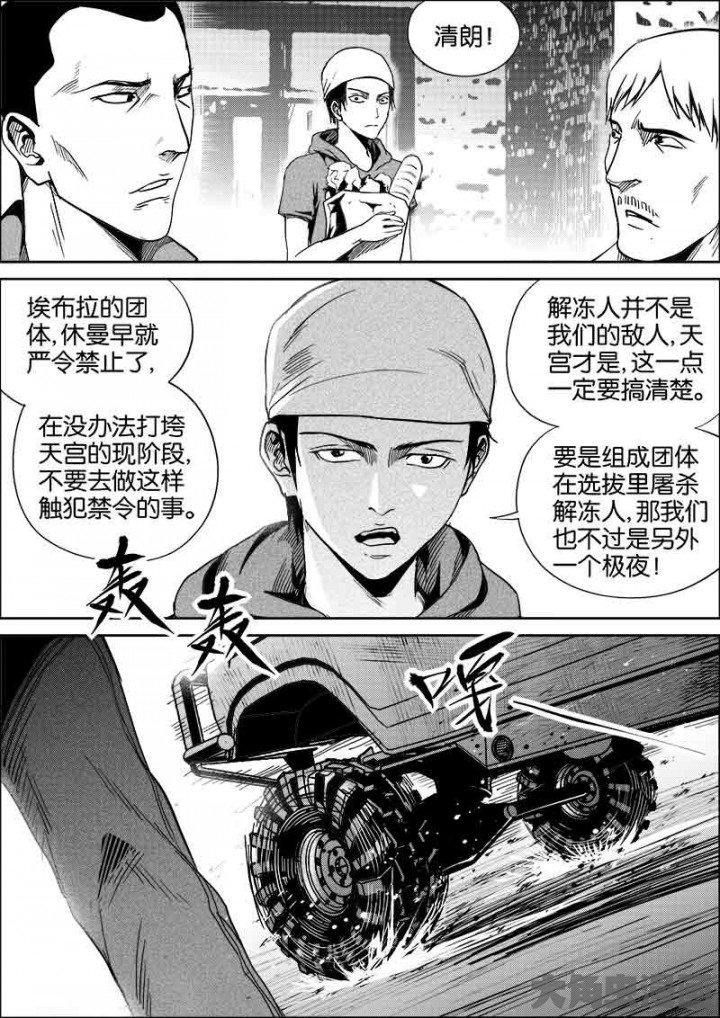 清朗！
埃布拉的团
体，休曼早就
严令禁止了，
在没办法打垮
天宫的现阶段，
不要去做这样
触犯禁令的事。
解冻人并不是
我们的敌人，天
宫才是，这一点
一定要搞清楚。
要是组成团体
在选拔里屠杀
解冻人，那我们
也不过是另外
一个极夜！
轰
轰
嘎
大角虫漫画